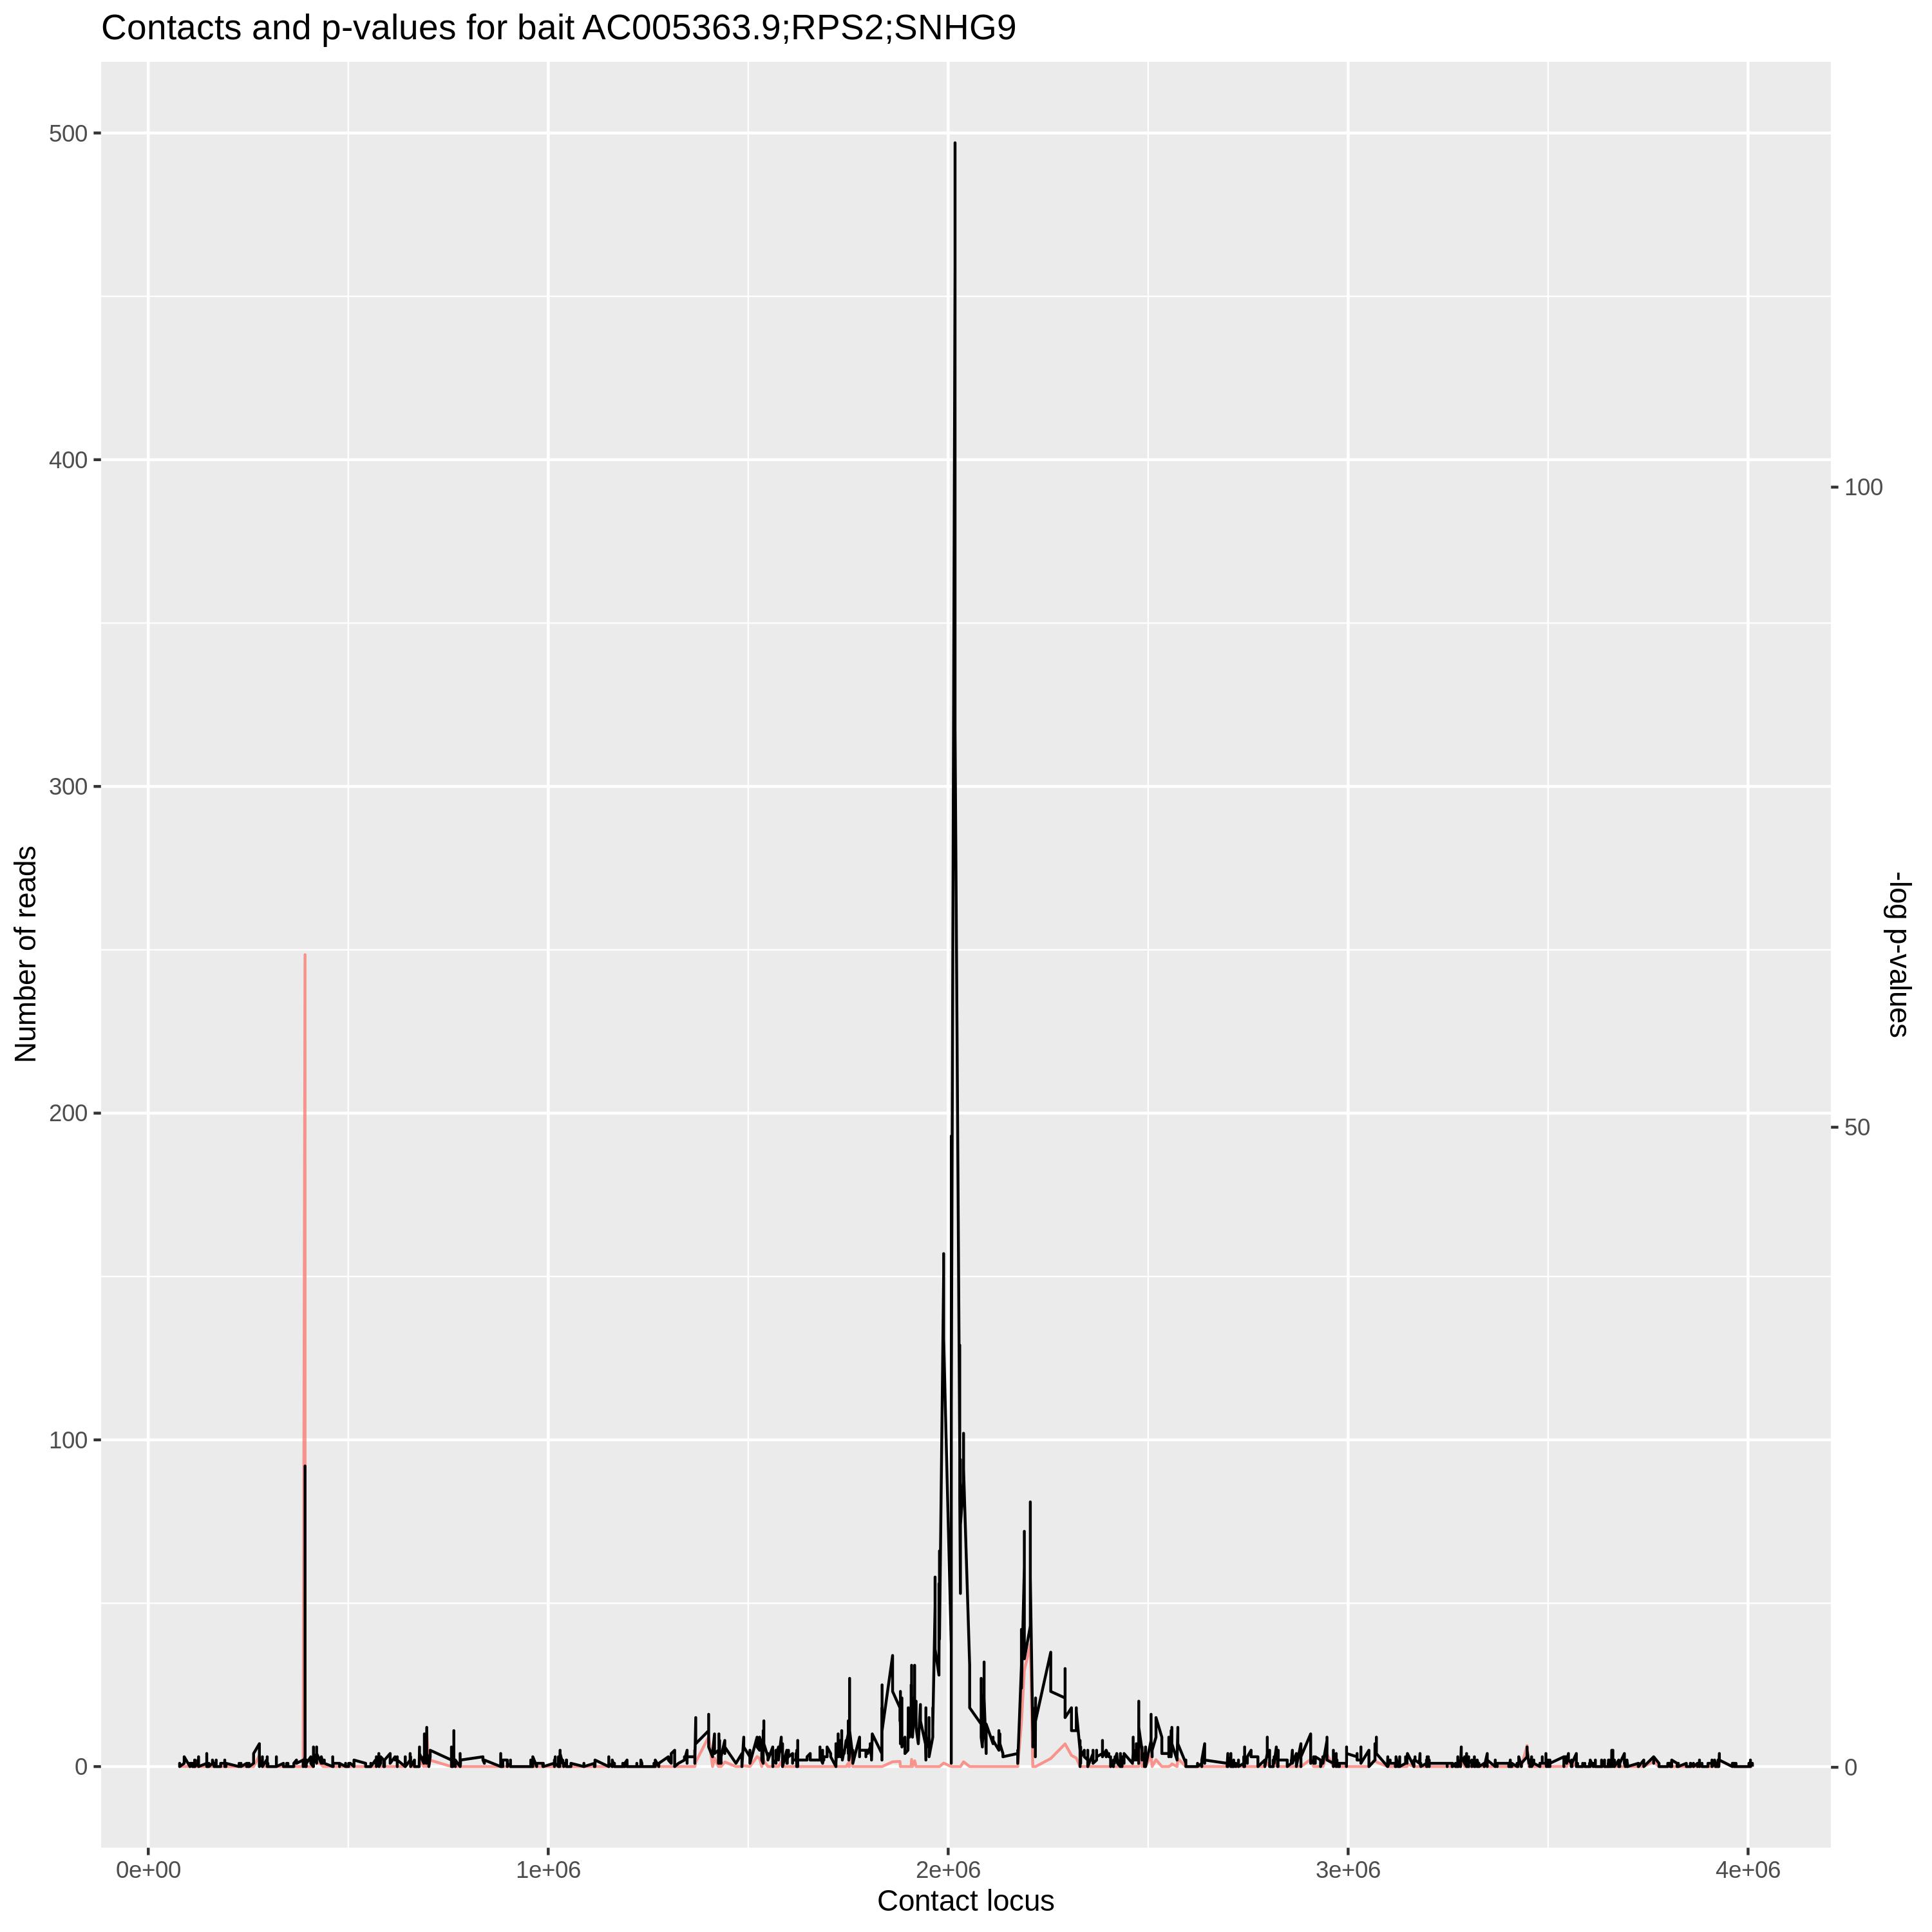 Contacts and p-values for bait AC005363.9;RPS2;SNHG9
500
400
300
200
100
0
Number of reads
100
50
0
-log p-values
0e+00
1e+06
2e+06
3e+06
4e+06
Contact locus